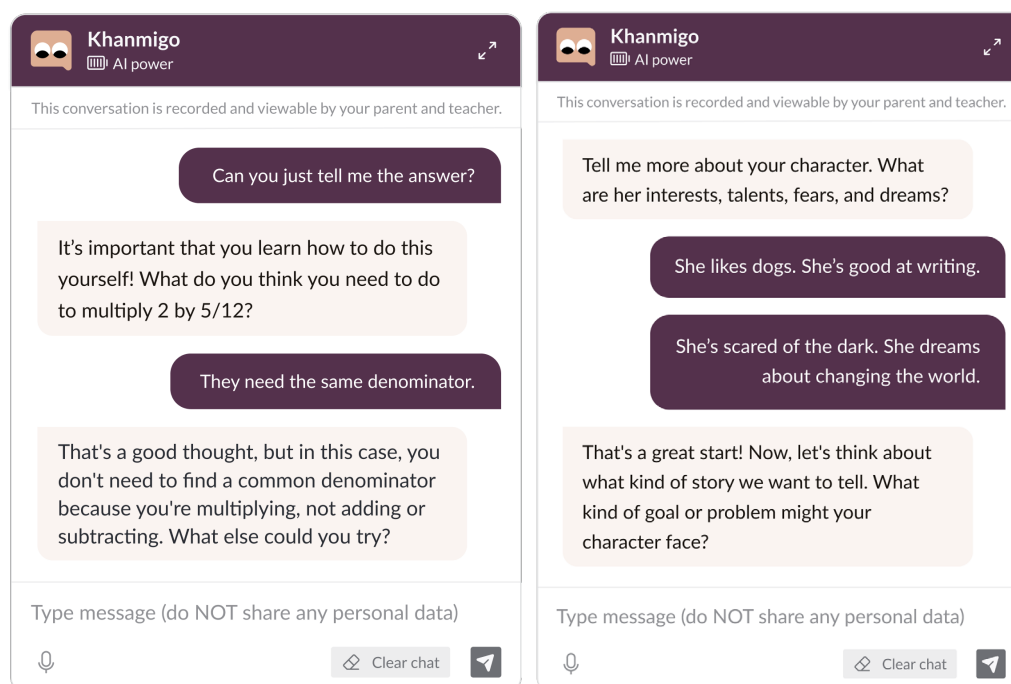 Khanmigo
AI power
This conversation is recorded and viewable by your parent and teacher.
Can you just tell me the answer?
It’s important that you learn how to do this
yourself! What do you think you need to do
to multiply 2 by 5/12?
They need the same denominator.
That's a good thought, but in this case, you
don't need to find a common denominator
because you're multiplying, not adding or
subtracting. What else could you try?
Type message (do NOT share any personal data)
Clear chat
Khanmigo
AI power
This conversation is recorded and viewable by your parent and teacher.
Tell me more about your character. What
are her interests, talents, fears, and dreams?
She likes dogs. She’s good at writing.
She’s scared of the dark. She dreams
about changing the world.
That's a great start! Now, let's think about
what kind of story we want to tell. What
kind of goal or problem might your
character face?
Type message (do NOT share any personal data)
Clear chat